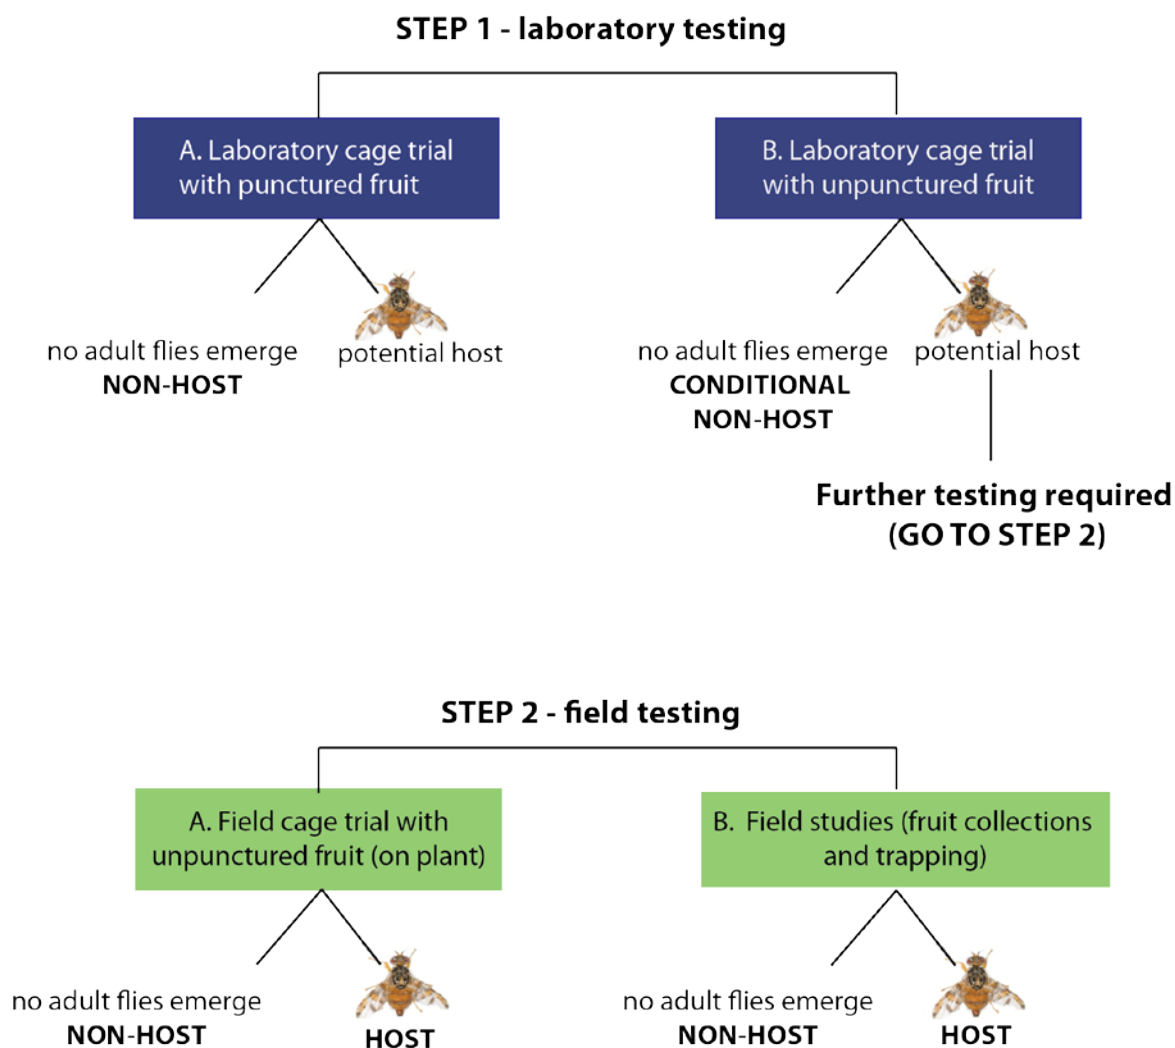 STEP 1 - laboratory testing
A. Laboratory cage trial
with punctured fruit
B. Laboratory cage trial
with unpunctured fruit
no adult flies emerge
NON-HOST
potential host
no adult flies emerge
CONDITIONAL
NON-HOST
potential host
Further testing required
(GO TO STEP 2)
STEP 2 - field testing
A. Field cage trial with
unpunctured fruit (on plant)
B. Field studies (fruit collections
and trapping)
no adult flies emerge
NON-HOST
HOST
no adult flies emerge
NON-HOST
HOST